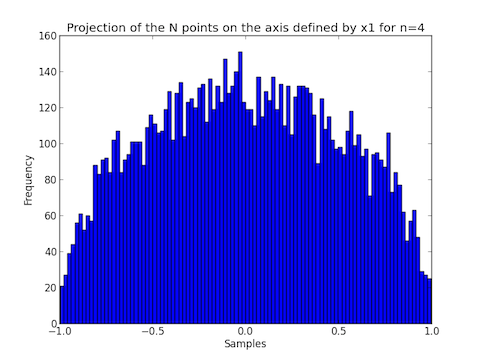 Projection of the N points on the axis defined by x1 for n=4
160
140
120
100
80
60
40
20
0
Frequency
−1.0 −0.5 0.0 0.5 1.0
Samples